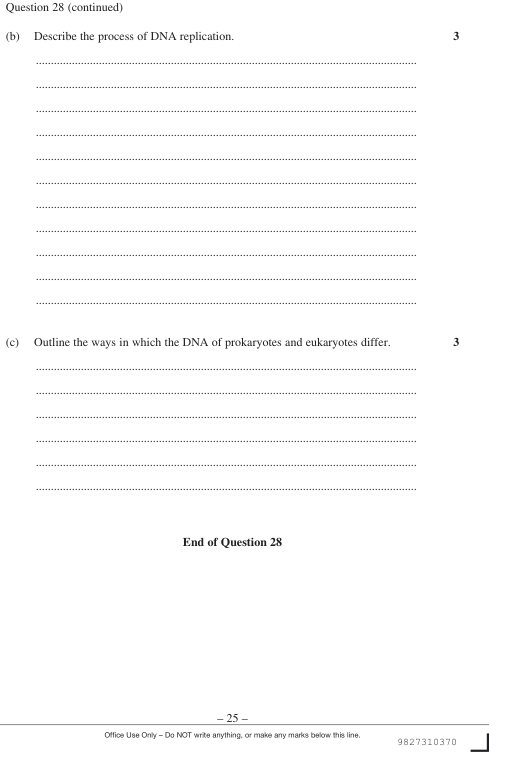 Question 28 (continued)
(b) Describe the process of DNA replication. 3
(c) Outline the ways in which the DNA of prokaryotes and eukaryotes differ. 3
End of Question 28
– 25 –
Office Use Only – Do NOT write anything, or make any marks below this line.
9827310370